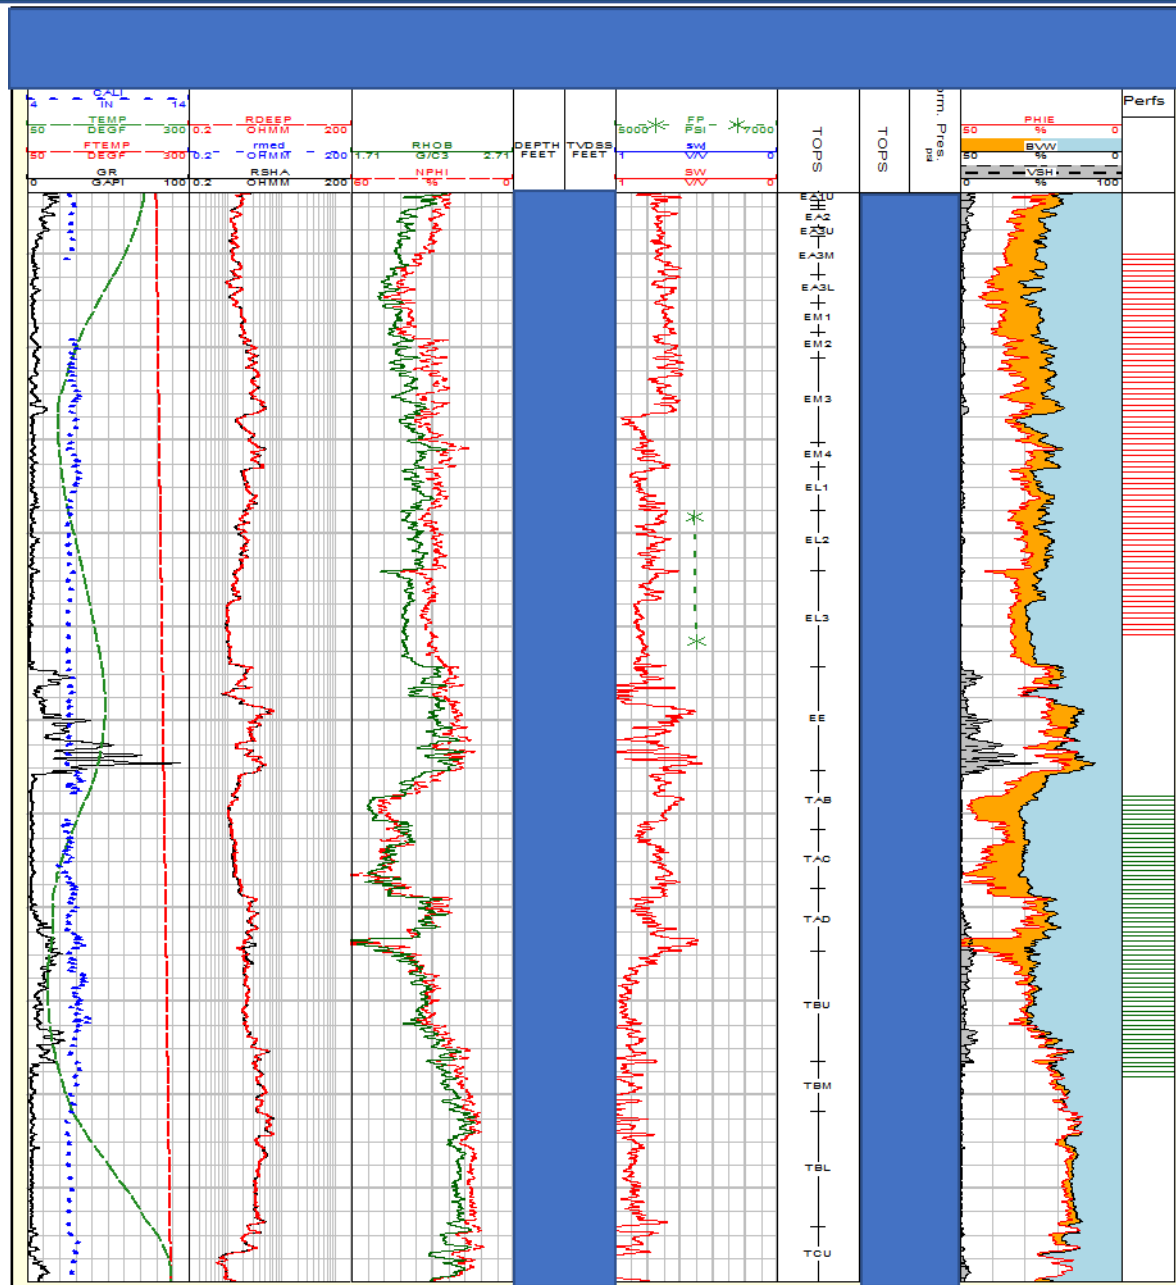 CALI
4 IN 14
TEMP
50 DEGF 300
FTEMP
50 DEGF 300
GR
0 GAPI 100
RDEEP
0.2 OHMM 200
rmed
0.2 OHMM 200
RSHA
0.2 OHMM 200
RHOB
1.71 G/C3 2.71
NPHI
60 % 0
DEPTH
FEET
TVDSS
FEET
FP
5000 PSI 7000
swj
1 V/V 0
SW
1 V/V 0
TOPS
TOPS
orm. Pres.
psi
PHIE
50 % 0
BVW
50 % 0
VSH
0 % 100
Perfs
EA1U
EA2
EA3U
EA3M
EA3L
EM1
EM2
EM3
EM4
EL1
EL2
EL3
EE
TAB
TAC
TAD
TBU
TBM
TBL
TCU